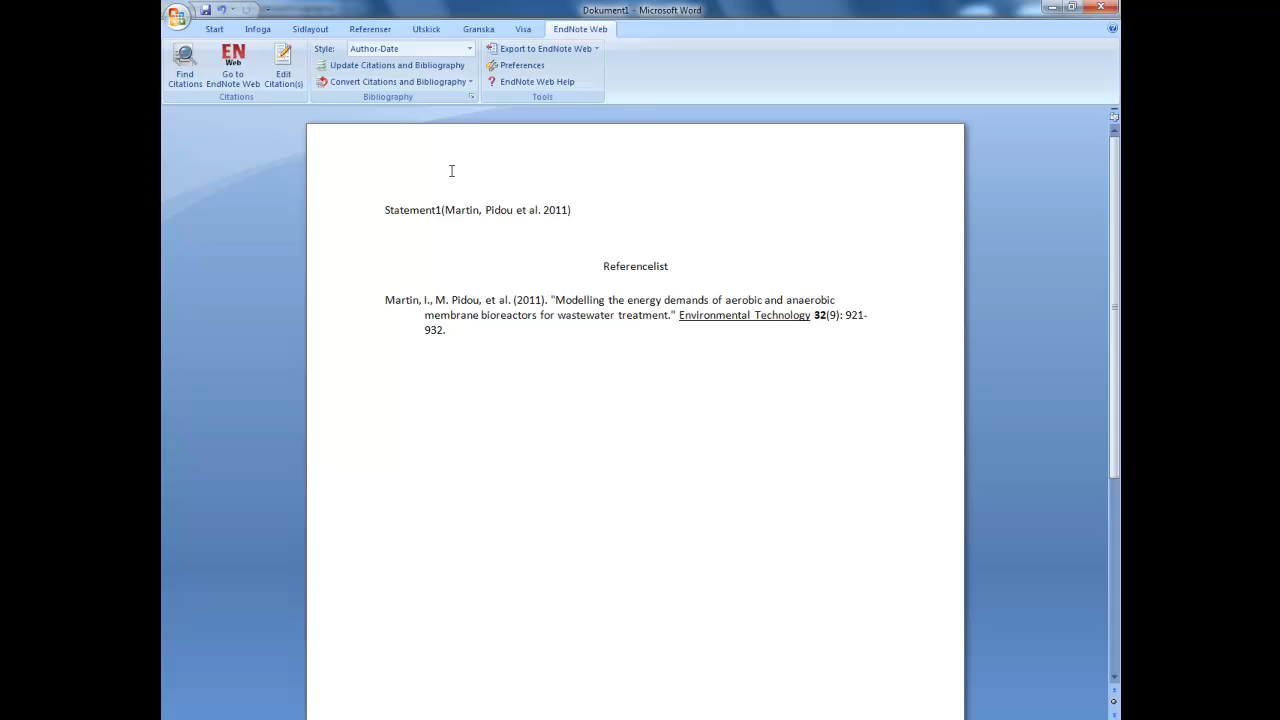 Dokument1 - Microsoft Word
Start Infoga Sidlayout Referenser Utskick Granska Visa EndNote Web
Find Citations
EN Web Go to EndNote Web
Edit Citation(s)
Citations
Style: Author-Date
Update Citations and Bibliography
Convert Citations and Bibliography
Bibliography
Export to EndNote Web
Preferences
EndNote Web Help
Tools
Statement1(Martin, Pidou et al. 2011)
Referencelist
Martin, I., M. Pidou, et al. (2011). "Modelling the energy demands of aerobic and anaerobic
membrane bioreactors for wastewater treatment." Environmental Technology 32(9): 921-
932.